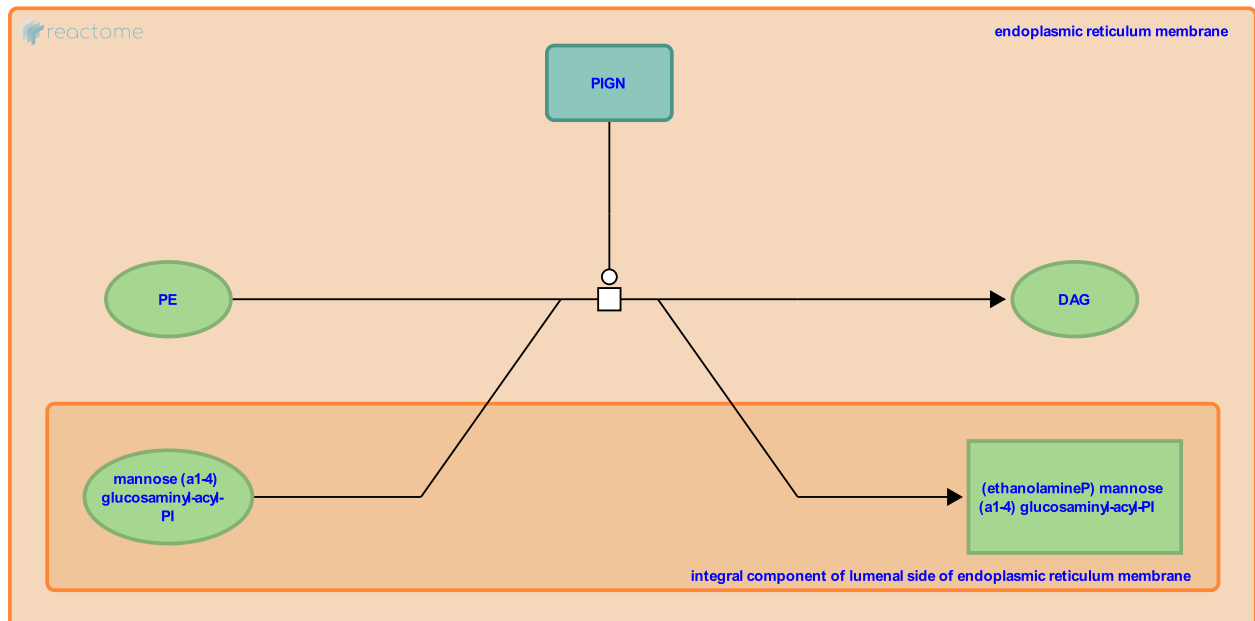 reactome
endoplasmic reticulum membrane
PIGN
PE
DAG
mannose (a1-4)
glucosaminyl-acyl-
PI
(ethanolamineP) mannose
(a1-4) glucosaminyl-acyl-PI
integral component of lumenal side of endoplasmic reticulum membrane